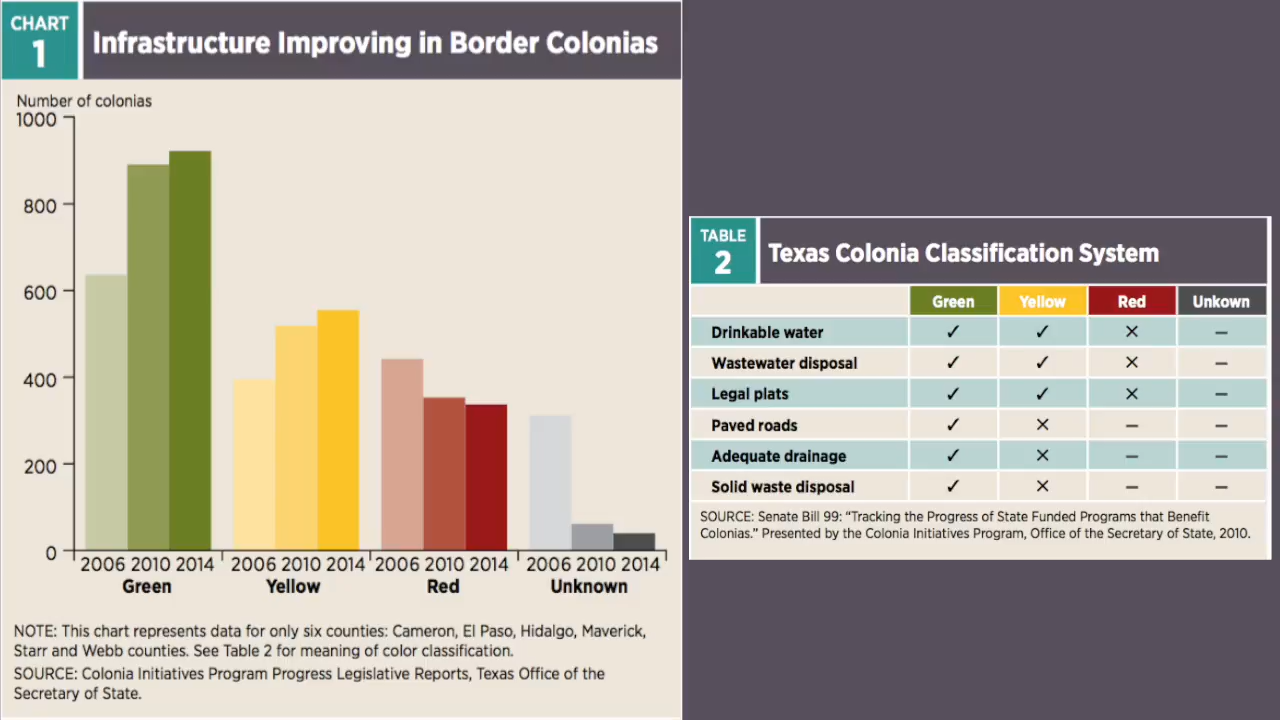 CHART
1
Infrastructure Improving in Border Colonias
Number of colonias
1000
800
600
400
200
0
2006 2010 2014 2006 2010 2014 2006 2010 2014 2006 2010 2014
Green Yellow Red Unknown
NOTE: This chart represents data for only six counties: Cameron, El Paso, Hidalgo, Maverick,
Starr and Webb counties. See Table 2 for meaning of color classification.
SOURCE: Colonia Initiatives Program Progress Legislative Reports, Texas Office of the
Secretary of State.
TABLE
2
Texas Colonia Classification System
Green Yellow Red Unkown
Drinkable water ✓ ✓ × –
Wastewater disposal ✓ ✓ × –
Legal plats ✓ ✓ × –
Paved roads ✓ × – –
Adequate drainage ✓ × – –
Solid waste disposal ✓ × – –
SOURCE: Senate Bill 99: “Tracking the Progress of State Funded Programs that Benefit
Colonias.” Presented by the Colonia Initiatives Program, Office of the Secretary of State, 2010.